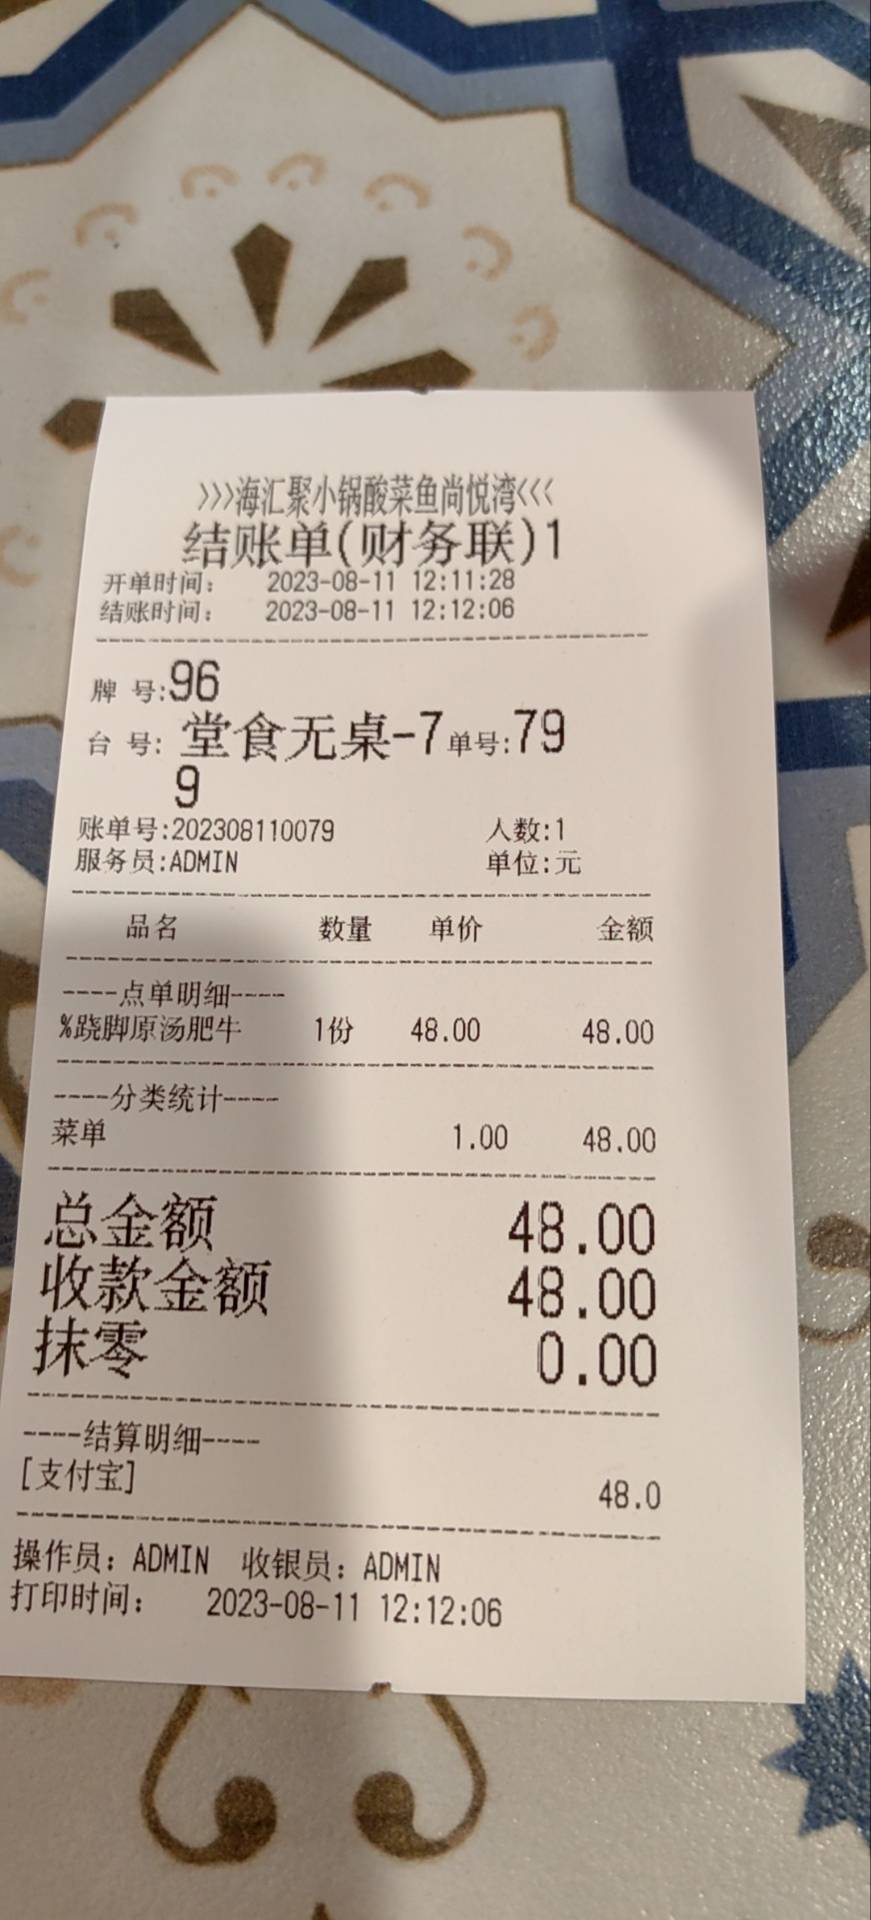 >>>海汇聚小锅酸菜鱼尚悦湾<<<
结账单(财务联)1
开单时间: 2023-08-11 12:11:28
结账时间: 2023-08-11 12:12:06
牌 号:96
台 号: 堂食无桌-7 单号:79
9
账单号:202308110079 人数:1
服务员:ADMIN 单位:元
品名 数量 单价 金额
----点单明细----
%跷脚原汤肥牛 1份 48.00 48.00
----分类统计----
菜单 1.00 48.00
总金额 48.00
收款金额 48.00
抹零 0.00
----结算明细----
[支付宝] 48.0
操作员: ADMIN 收银员: ADMIN
打印时间: 2023-08-11 12:12:06